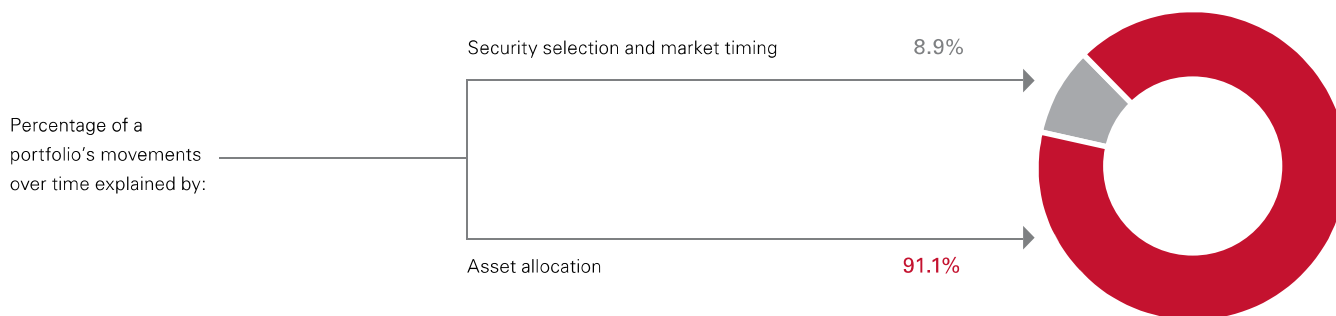 Percentage of a
portfolio’s movements
over time explained by:
Security selection and market timing 8.9%
Asset allocation 91.1%